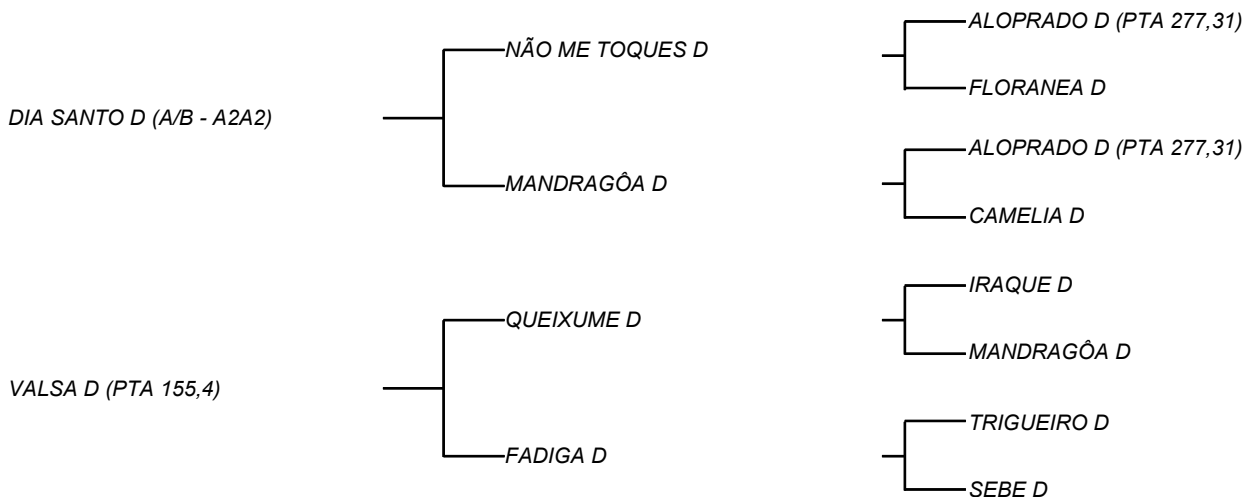 ALOPRADO D (PTA 277,31)
NÃO ME TOQUES D
FLORANEA D
DIA SANTO D (A/B - A2A2)
ALOPRADO D (PTA 277,31)
MANDRAGÔA D
CAMELIA D
IRAQUE D
QUEIXUME D
MANDRAGÔA D
VALSA D (PTA 155,4)
TRIGUEIRO D
FADIGA D
SEBE D